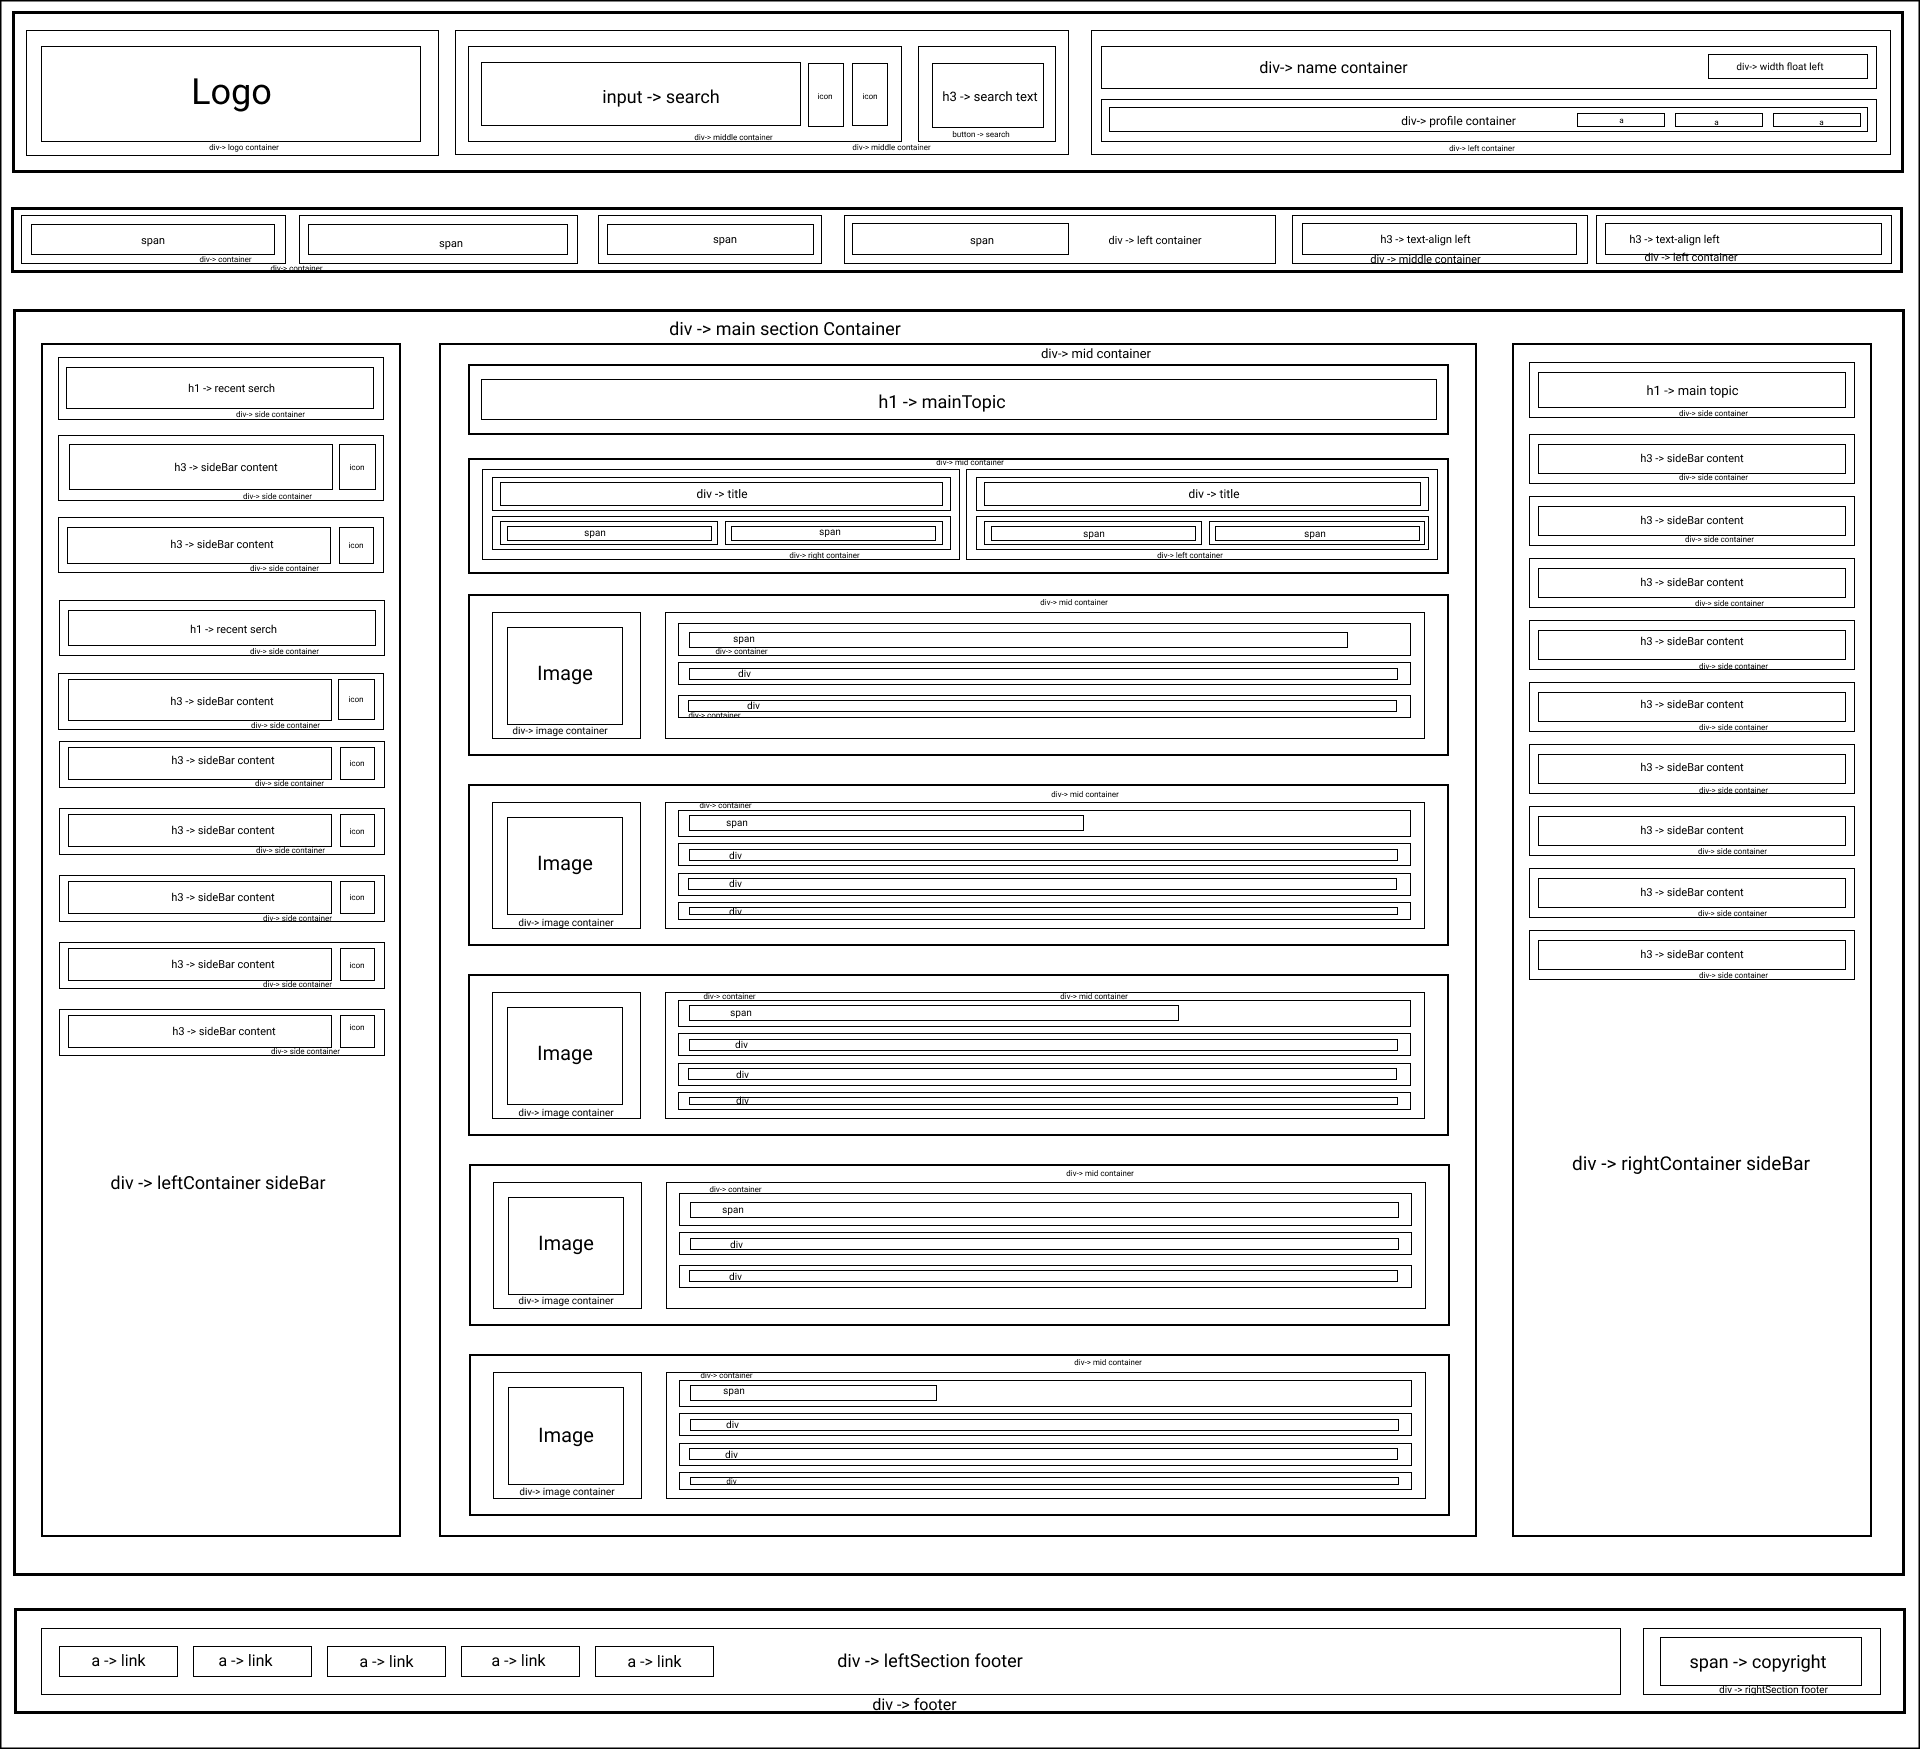 Logo
div-> logo container
input -> search
icon
icon
div-> middle container
h3 -> search text
button -> search
div-> middle container
div-> name container
div-> width float left
div-> profile container
a
a
a
div-> left container
span
div-> container
span
div-> container
span
span
div -> left container
h3 -> text-align left
div -> middle container
h3 -> text-align left
div -> left container
div -> main section Container
h1 -> recent serch
div-> side container
h3 -> sideBar content
icon
div-> side container
h3 -> sideBar content
icon
div-> side container
h1 -> recent serch
div-> side container
h3 -> sideBar content
icon
div-> side container
h3 -> sideBar content
icon
div-> side container
h3 -> sideBar content
icon
div-> side container
h3 -> sideBar content
icon
div-> side container
h3 -> sideBar content
icon
div-> side container
h3 -> sideBar content
icon
div-> side container
div -> leftContainer sideBar
div-> mid container
h1 -> mainTopic
div-> mid container
div -> title
span
span
div-> right container
div -> title
span
span
div-> left container
div-> mid container
Image
div-> image container
span
div-> container
div
div
div-> container
div-> mid container
Image
div-> image container
div-> container
span
div
div
div
Image
div-> image container
div-> container
div-> mid container
span
div
div
div
div-> mid container
Image
div-> image container
div-> container
span
div
div
div-> mid container
Image
div-> image container
div-> container
span
div
div
div
h1 -> main topic
div-> side container
h3 -> sideBar content
div-> side container
h3 -> sideBar content
div-> side container
h3 -> sideBar content
div-> side container
h3 -> sideBar content
div-> side container
h3 -> sideBar content
div-> side container
h3 -> sideBar content
div-> side container
h3 -> sideBar content
div-> side container
h3 -> sideBar content
div-> side container
h3 -> sideBar content
div-> side container
div -> rightContainer sideBar
a -> link
a -> link
a -> link
a -> link
a -> link
div -> leftSection footer
span -> copyright
div -> rightSection footer
div -> footer